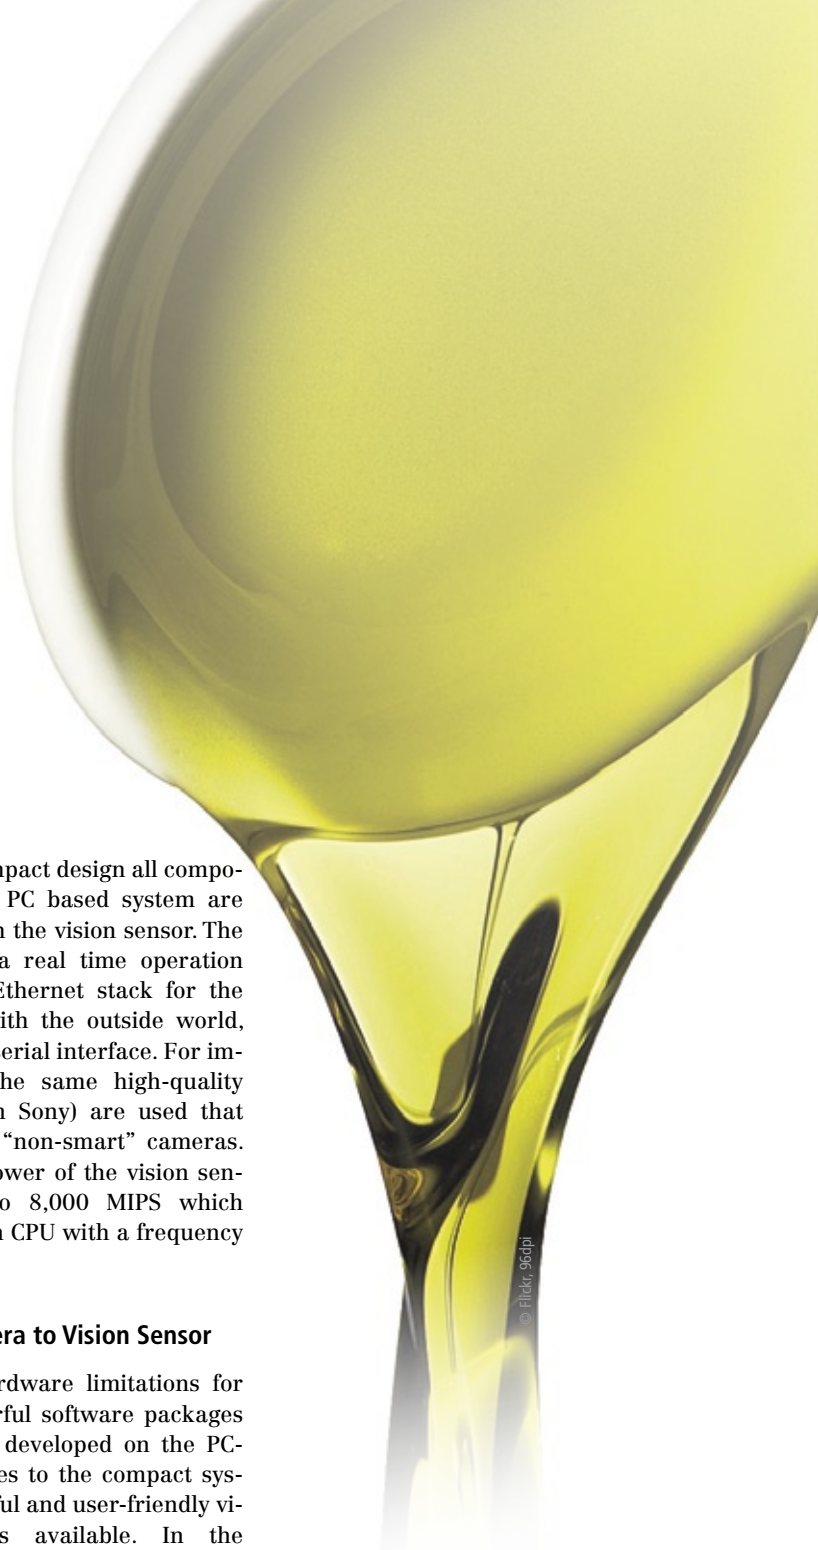 mpact design all compo-
PC based system are
the vision sensor. The
a real time operation
Ethernet stack for the
ith the outside world,
erial interface. For im-
he same high-quality
Sony) are used that
“non-smart” cameras.
ower of the vision sen-
o 8,000 MIPS which
CPU with a frequency
era to Vision Sensor
rdware limitations for
rful software packages
developed on the PC-
es to the compact sys-
ful and user-friendly vi-
s available. In the
© Flickr, 96dpi